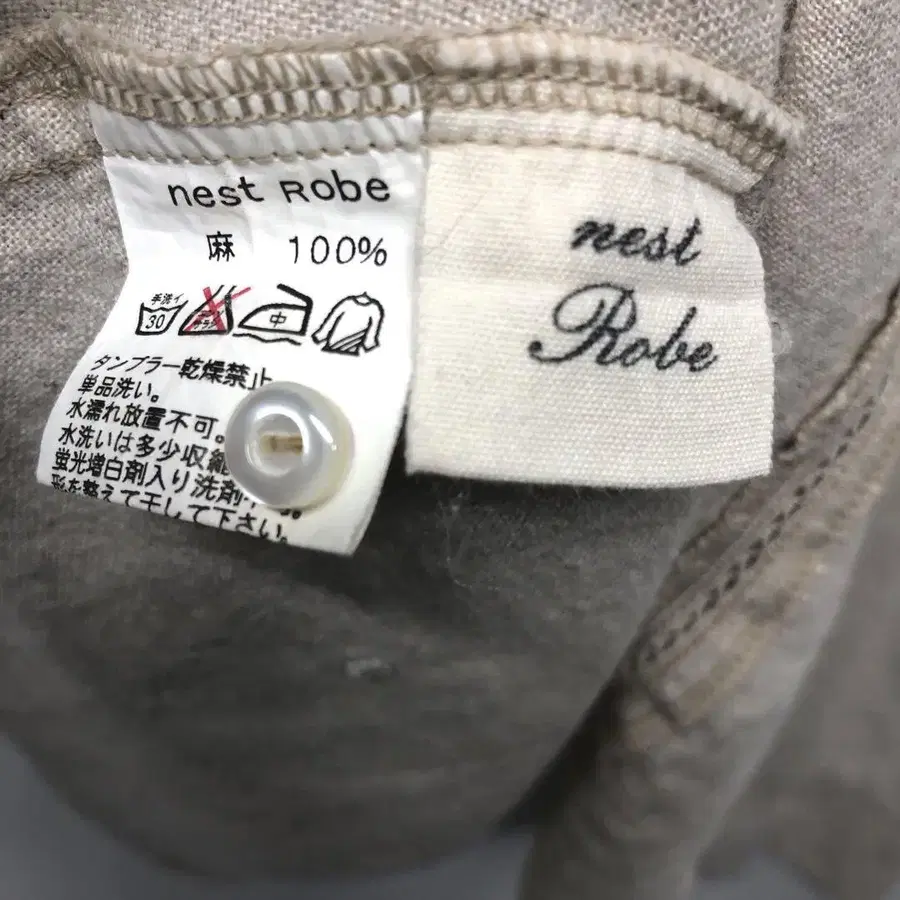 nest Robe
麻 100%
手洗イ
30
中
タンブラー乾燥禁止
単品洗い。
水濡れ放置不可。
水洗いは多少収縮
蛍光増白剤入り洗剤
形を整えて干して下さい。
nest
Robe